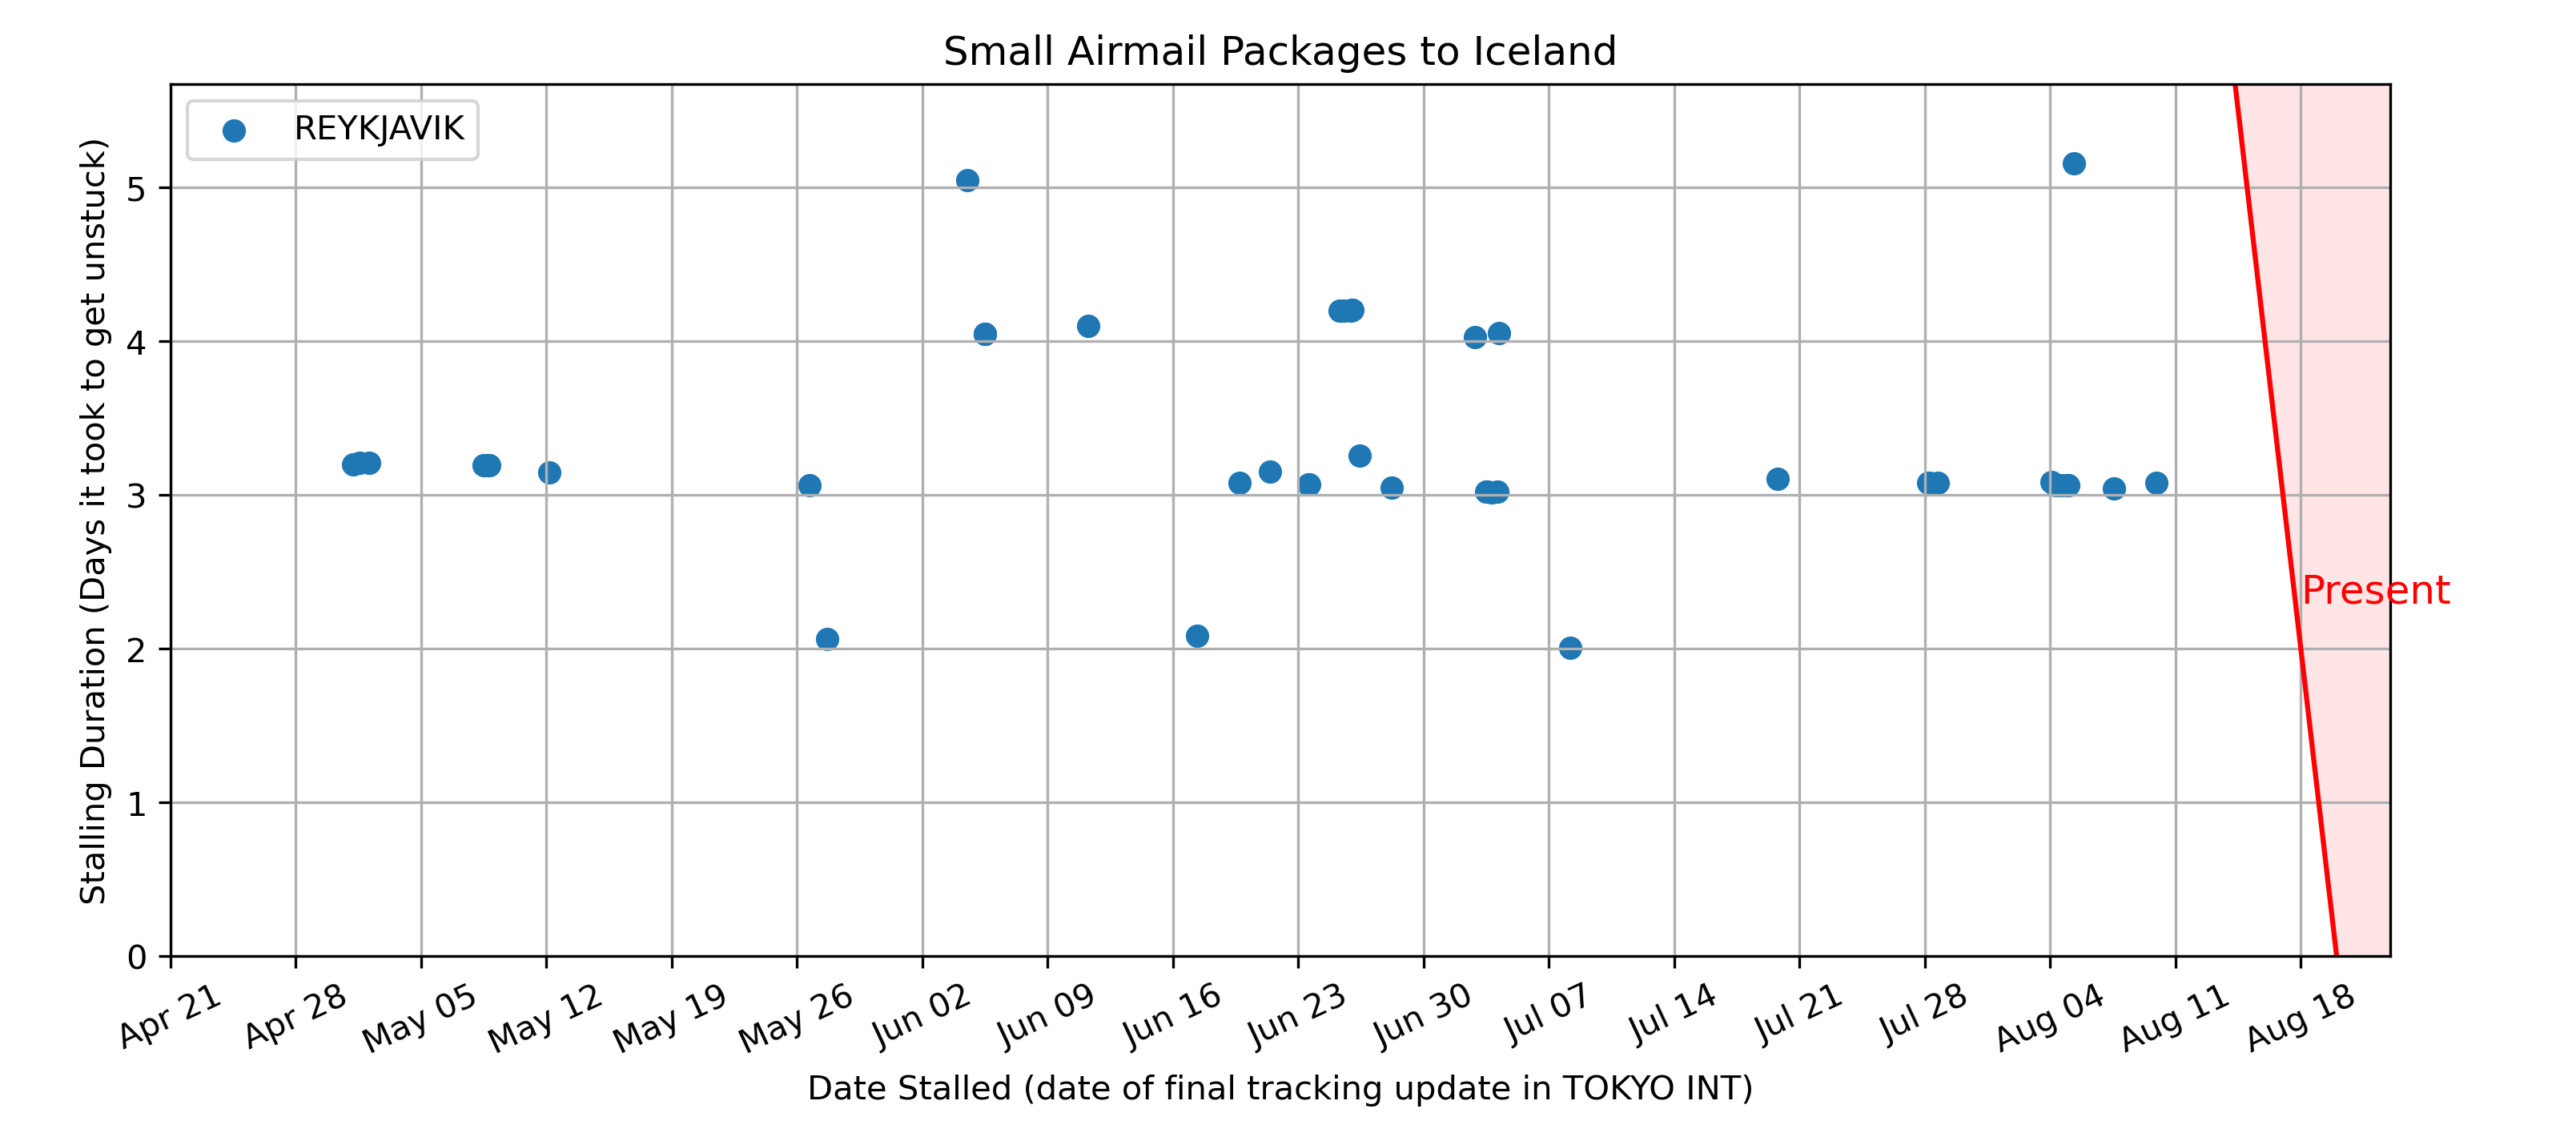 Small Airmail Packages to Iceland
REYKJAVIK
Stalling Duration (Days it took to get unstuck)
5
4
3
2
1
0
Present
Apr 21
Apr 28
May 05
May 12
May 19
May 26
Jun 02
Jun 09
Jun 16
Jun 23
Jun 30
Jul 07
Jul 14
Jul 21
Jul 28
Aug 04
Aug 11
Aug 18
Date Stalled (date of final tracking update in TOKYO INT)